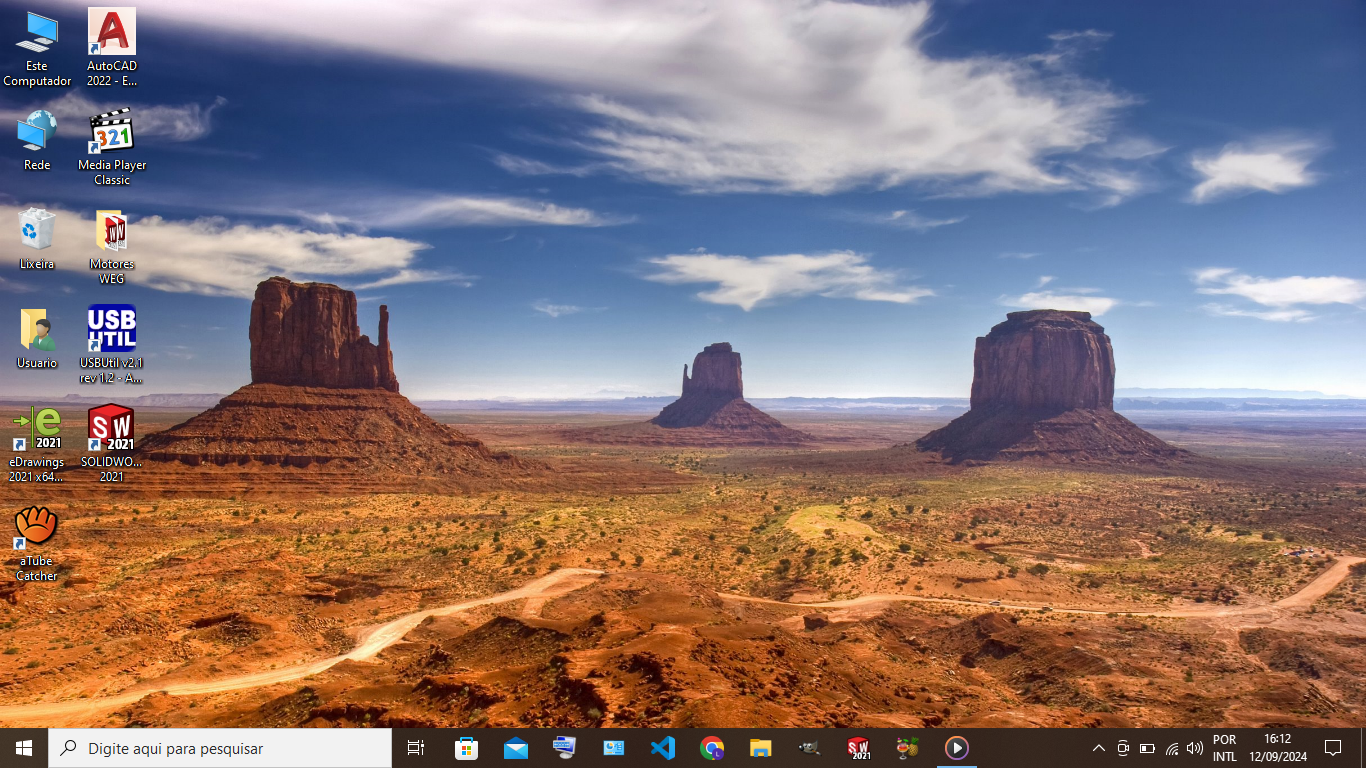 Este
Computador
AutoCAD
2022 - E...
Rede
321
Media Player
Classic
Lixeira
Motores
WEG
Usuario
USB
UTIL
USBUtil v2.1
rev 1.2 - A...
e
2021
eDrawings
2021 x64...
SW
2021
SOLIDWO...
2021
aTube
Catcher
Digite aqui para pesquisar
L
SW
2021
POR
INTL
16:12
12/09/2024